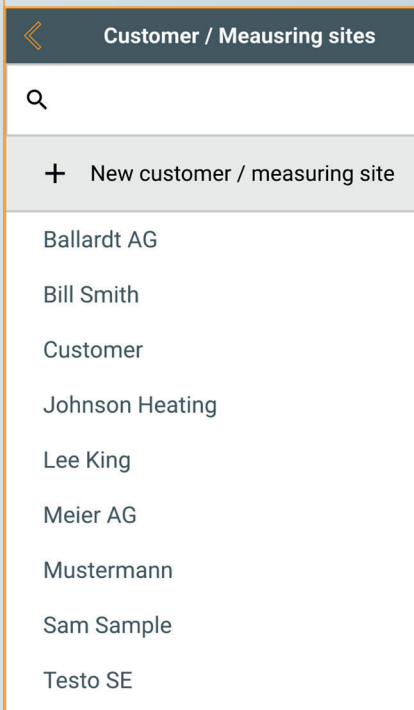 Customer / Meausring sites
+ New customer / measuring site
Ballardt AG
Bill Smith
Customer
Johnson Heating
Lee King
Meier AG
Mustermann
Sam Sample
Testo SE